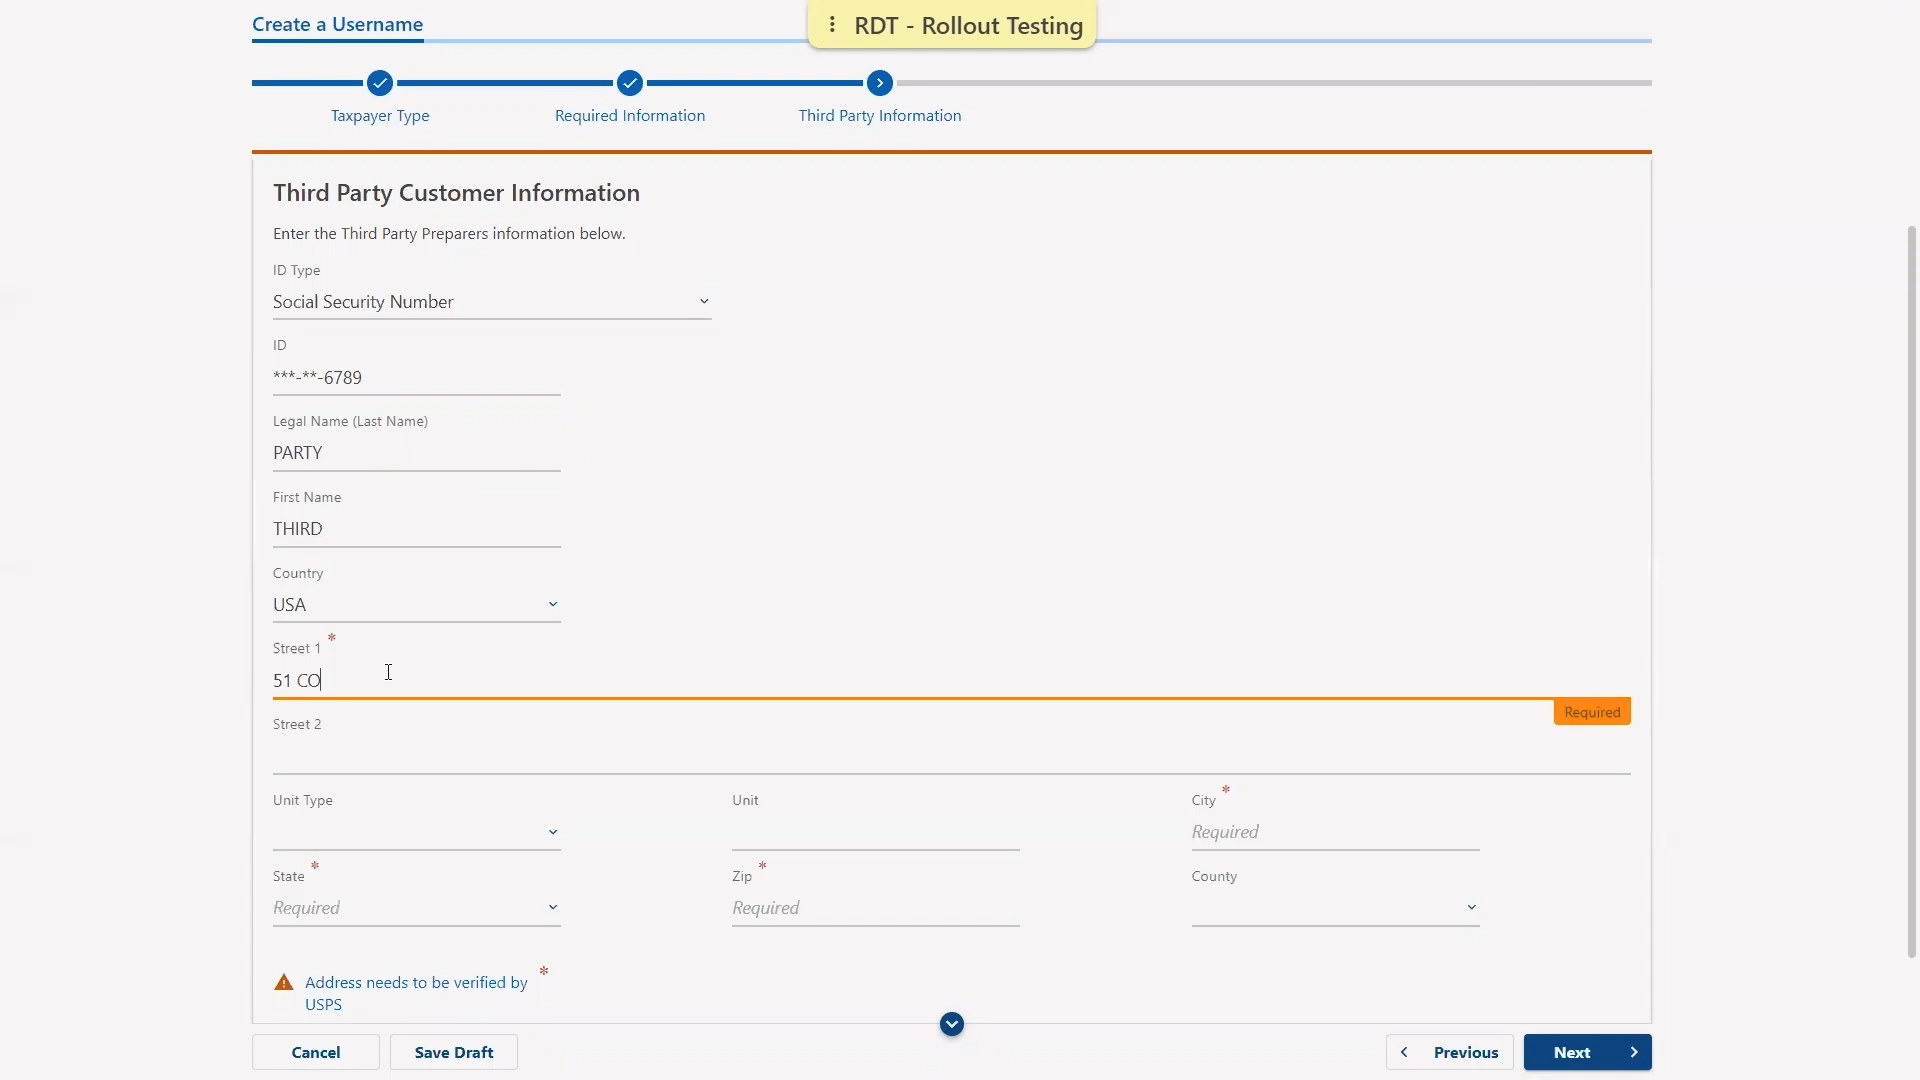 Create a Username
RDT - Rollout Testing
Taxpayer Type
Required Information
Third Party Information
Third Party Customer Information
Enter the Third Party Preparers information below.
ID Type
Social Security Number
ID
***-**-6789
Legal Name (Last Name)
PARTY
First Name
THIRD
Country
USA
Street 1 *
51 CO
Required
Street 2
Unit Type
Unit
City *
Required
State *
Zip *
County
Required
Required
Address needs to be verified by *
USPS
Cancel
Save Draft
Previous
Next